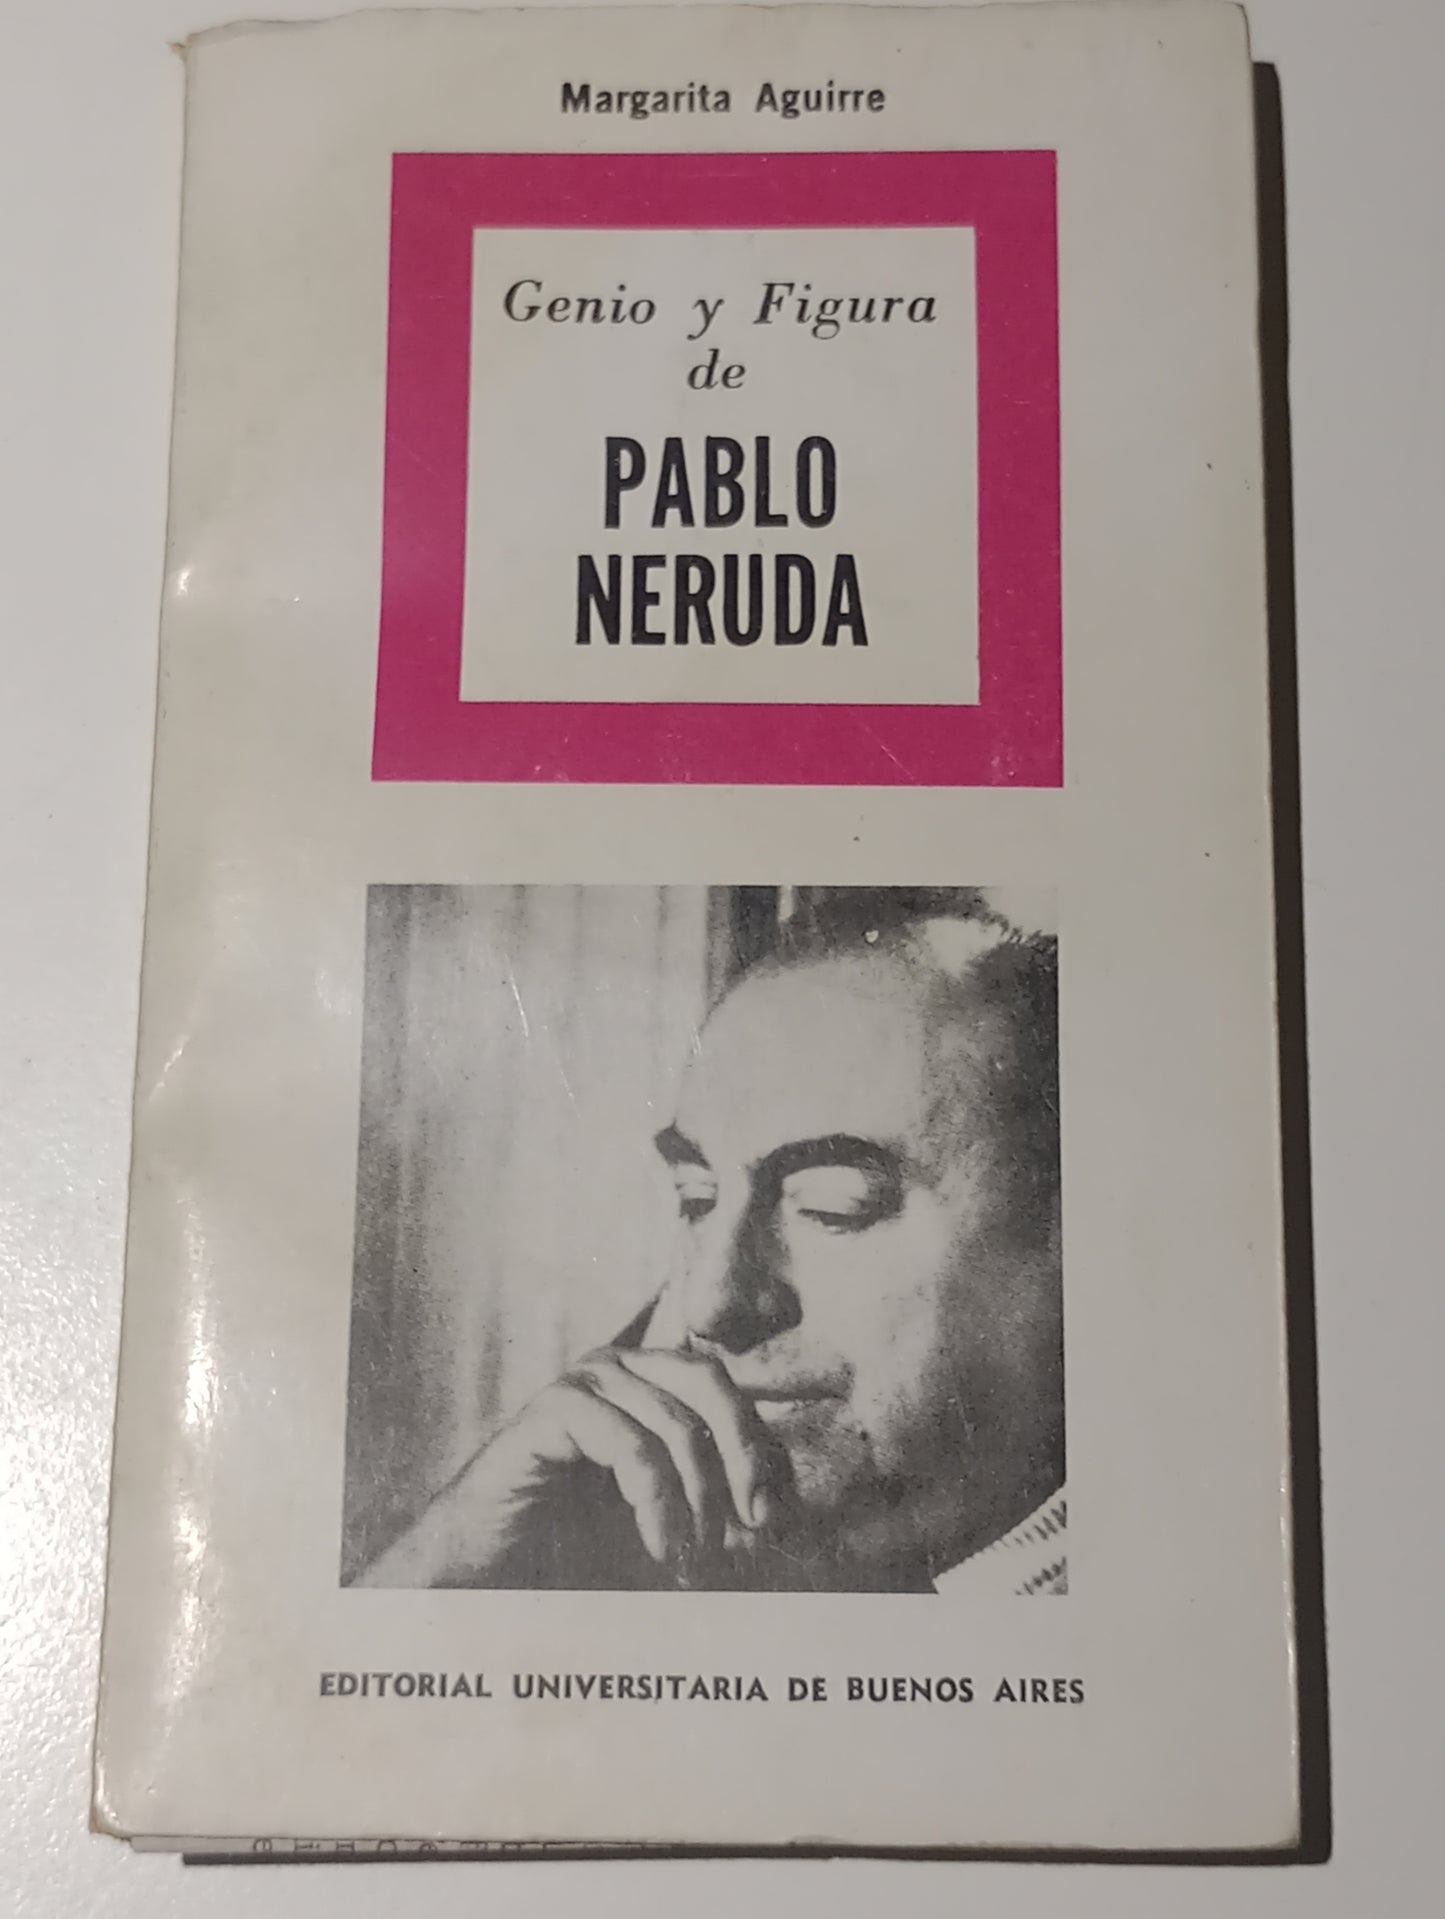 Margarita Aguirre
Genio y Figura
de
PABLO
NERUDA
EDITORIAL UNIVERSITARIA DE BUENOS AIRES